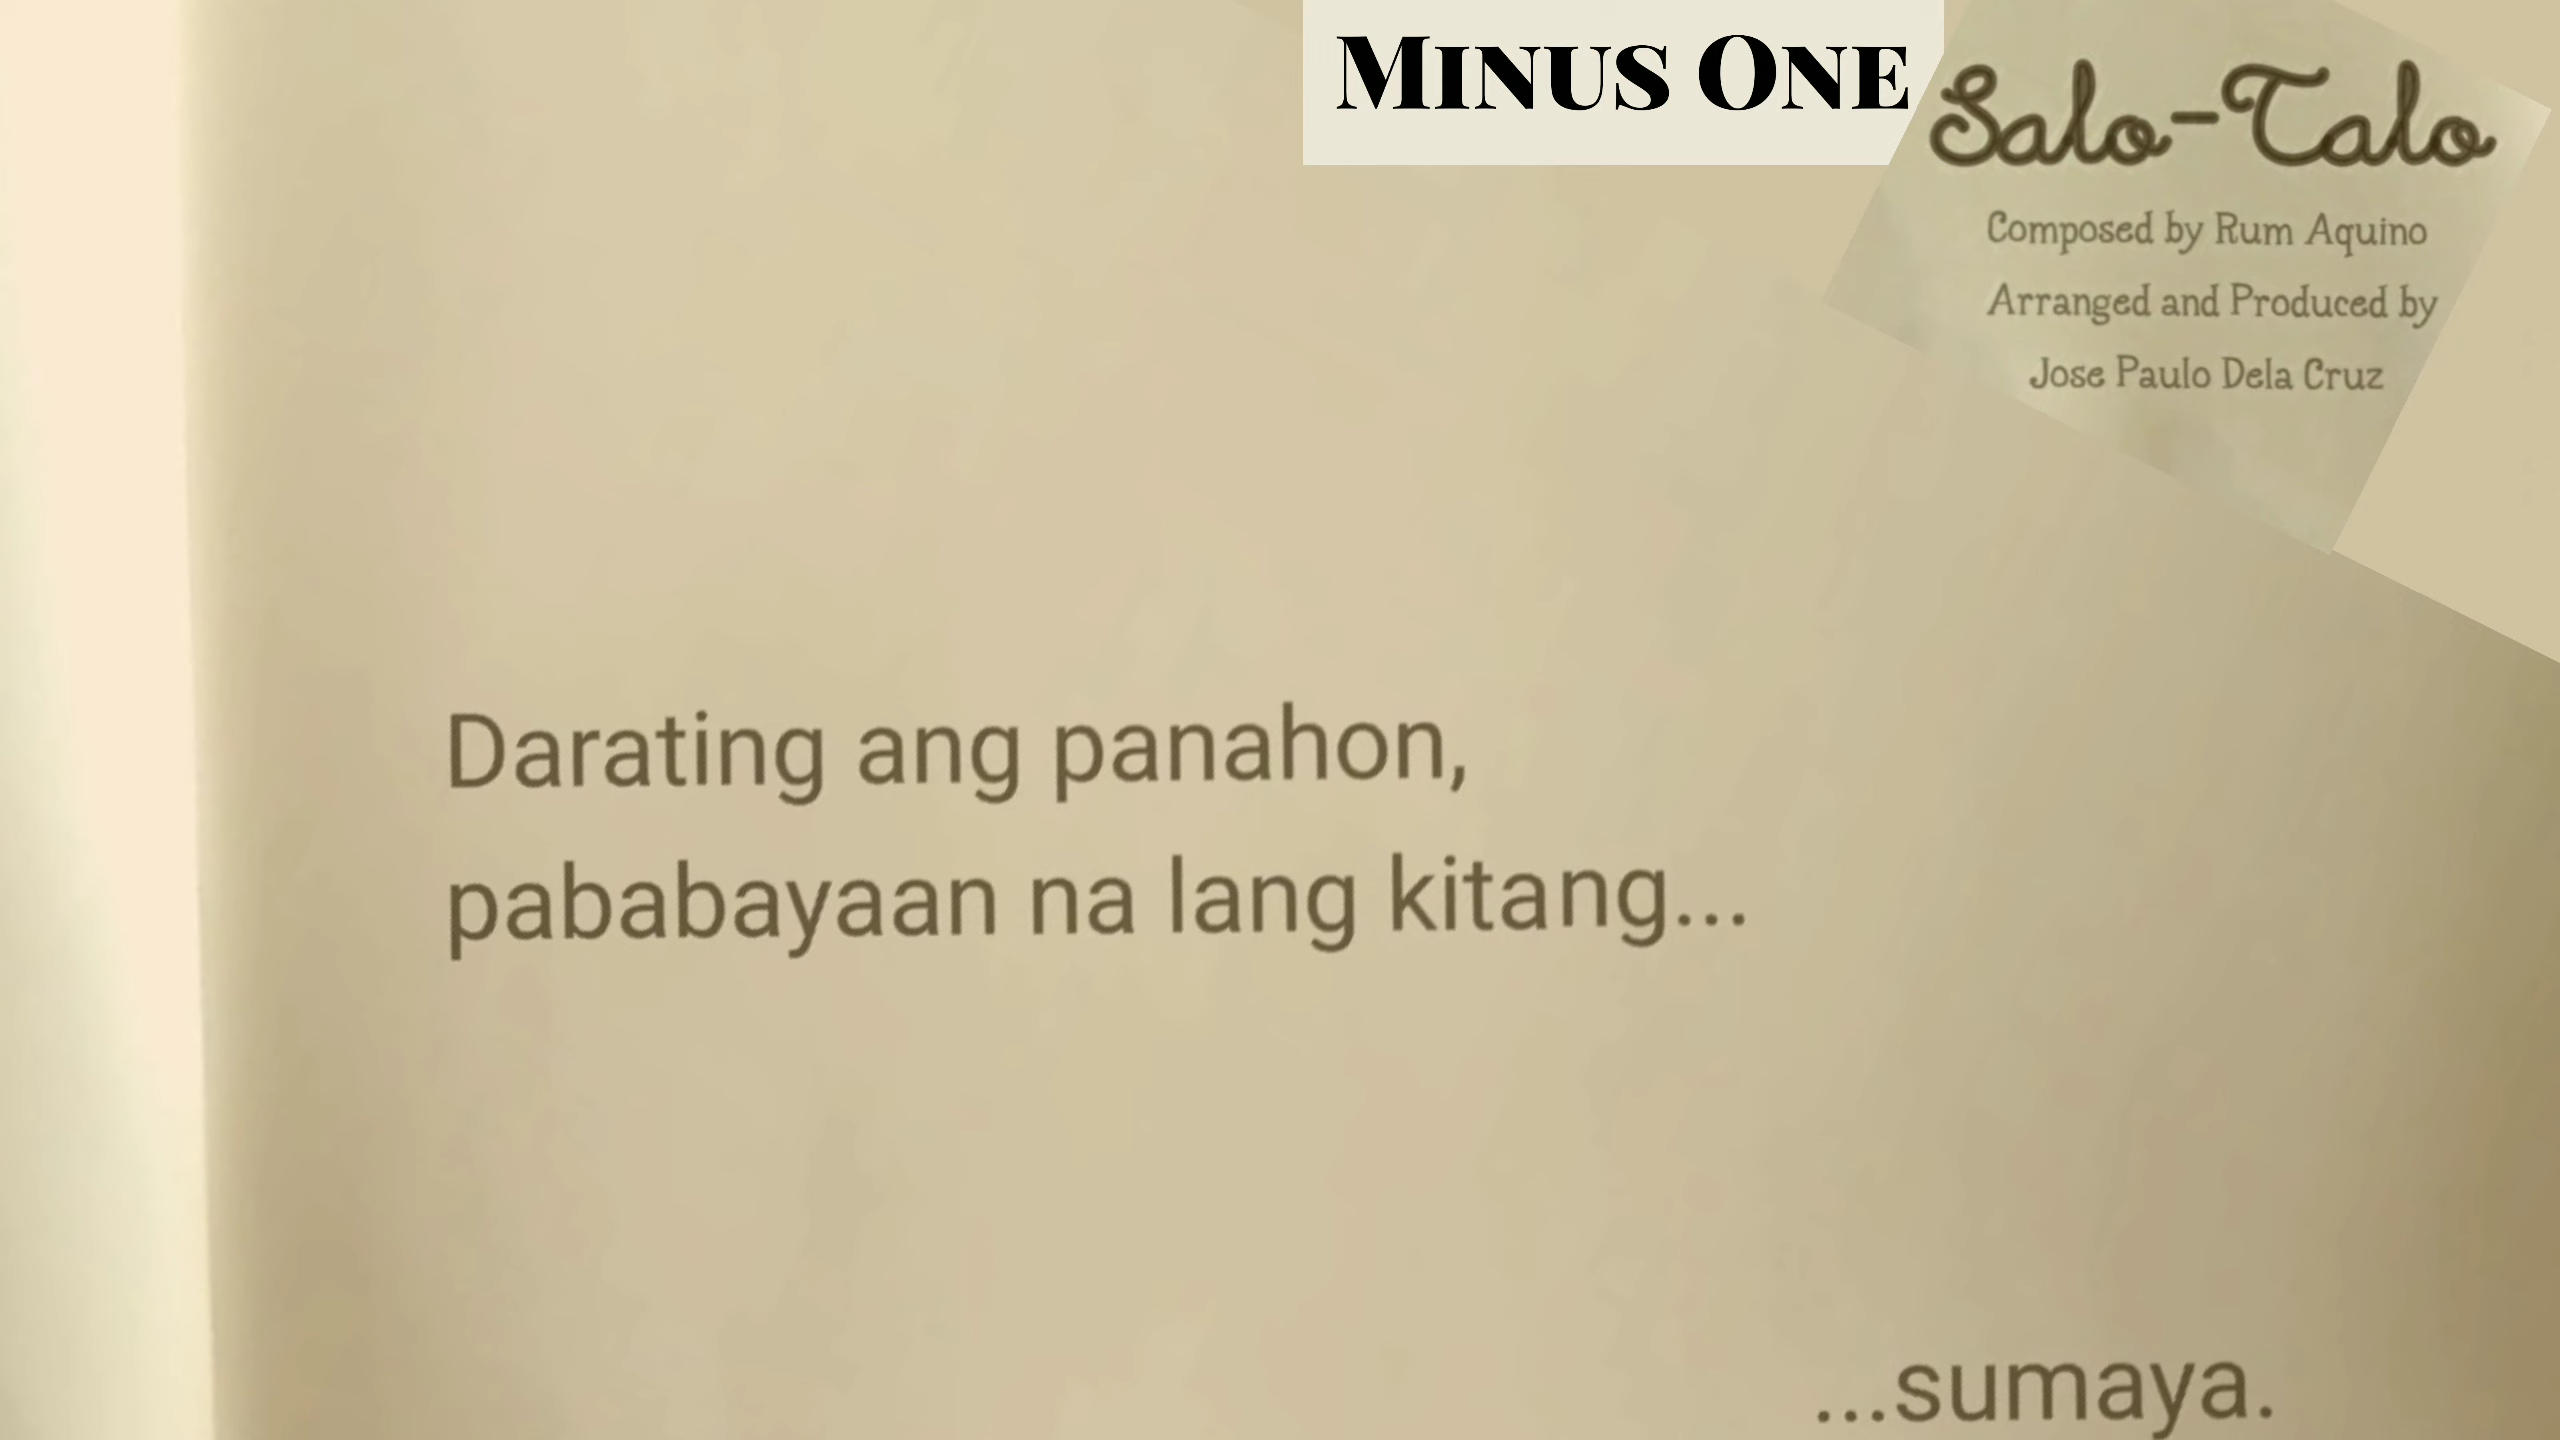 MINUS ONE
Salo-Talo
Composed by Rum Aquino
Arranged and Produced by
Jose Paulo Dela Cruz
Darating ang panahon,
pababayaan na lang kitang...
...sumaya.